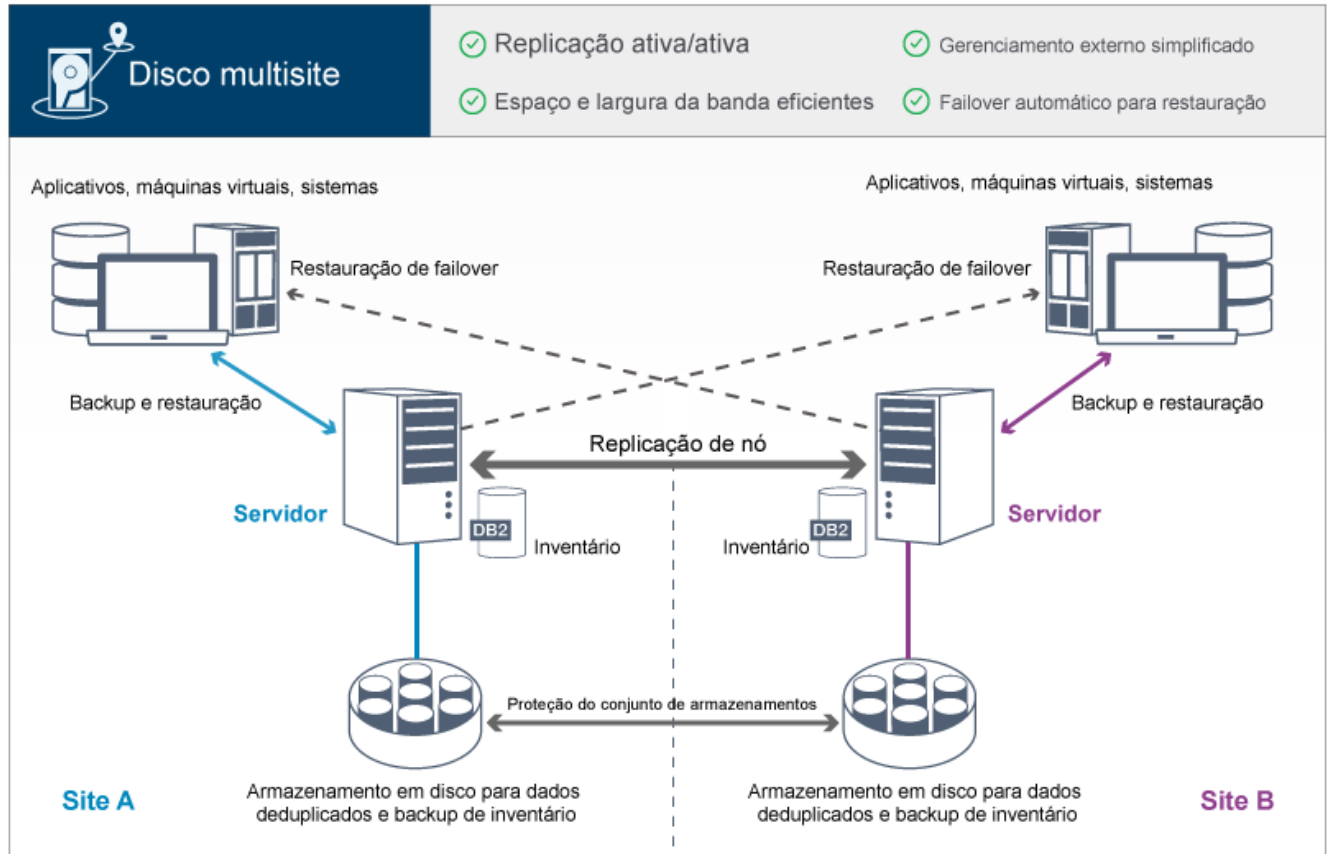 Disco multisite
Replicação ativa/ativa
Gerenciamento externo simplificado
Espaço e largura da banda eficientes
Failover automático para restauração
Aplicativos, máquinas virtuais, sistemas
Aplicativos, máquinas virtuais, sistemas
Restauração de failover
Restauração de failover
Backup e restauração
Backup e restauração
Replicação de nó
Servidor
Servidor
DB2
Inventário
Inventário
DB2
Proteção do conjunto de armazenamentos
Site A
Armazenamento em disco para dados
deduplicados e backup de inventário
Armazenamento em disco para dados
deduplicados e backup de inventário
Site B